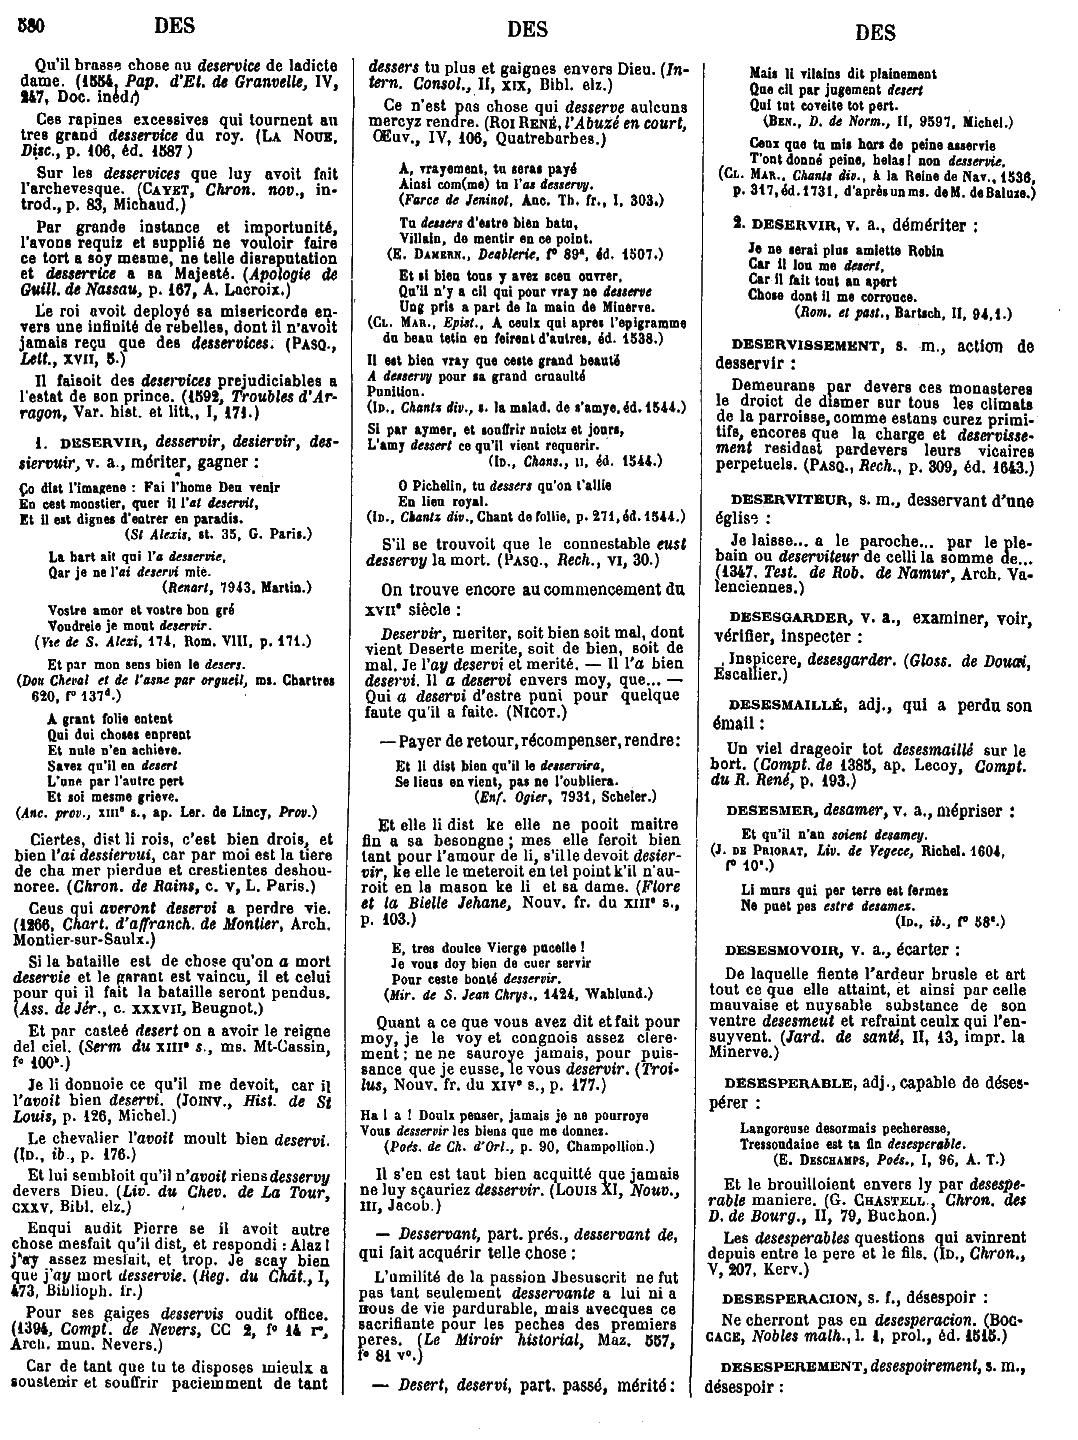 580 DES DES DES
Qu'il brasse chose au deservice de ladicte
dame. (1554, Pap. d'Et. de Granvelle, IV,
247, Doc. inéd.)
Ces rapines excessives qui tournent au
tres grand desservice du roy. (LA NOUE,
Disc., p. 106, éd. 1587)
Sur les desservices que luy avoit fait
l'archevesque. (CAYET, Chron. nov., in-
trod., p. 83, Michaud.)
Par grande instance et importunité,
l'avons requiz et supplié ne vouloir faire
ce tort a soy mesme, ne telle disreputation
et desserrice a sa Majesté. (Apologie de
Guill. de Nassau, p. 167, A. Lacroix.)
Le roi avoit deployé sa misericorde en-
vers une infinité de rebelles, dont il n'avoit
jamais reçu que des desservices. (PASQ.,
Lett., XVII, 5.)
Il faisoit des deservices prejudiciables a
l'estat de son prince. (1592, Troubles d'Ar-
ragon, Var. hist. et litt., I, 171.)
1. DESERVIR, desservir, desiervir, des-
siervuir, v. a., mériter, gagner :
Ço dist l'imagene : Fai l'home Deu venir
En cest monstier, quer il l'at deservit,
Et il est dignes d'entrer en paradis.
(St Alexis, st. 35, G. Paris.)
La hart ait qui l'a desservie,
Qar je ne l'ai deservi mie.
(Renart, 7943, Martin.)
Vostre amor et vostre bon gré
Voudreie je mont deservir.
(Vie de S. Alexi, 174, Rom. VIII, p. 171.)
Et par mon sens bien le desers.
(Dou Cheval et de l'asne par orgueil, ms. Chartres
620, f° 137d.)
A grant folie entent
Qui dui choses enprent
Et nule n'en achieve.
Savez qu'il en desert
L'une par l'autre pert
Et soi mesme grieve.
(Anc. prov., XIIIe s., ap. Ler. de Lincy, Prov.)
Ciertes, dist li rois, c'est bien drois, et
bien l'ai dessiervui, car par moi est la tiere
de cha mer pierdue et crestientes deshou-
noree. (Chron. de Rains, c. V, L. Paris.)
Ceus qui averont deservi a perdre vie.
(1266, Chart. d'affranch. de Montier, Arch.
Montier-sur-Saulx.)
Si la bataille est de chose qu'on a mort
deservie et le garant est vaincu, il et celui
pour qui il fait la bataille seront pendus.
(Ass. de Jér., c. XXXVII, Beugnot.)
Et par casteé desert on a avoir le reigne
del ciel. (Serm. du XIIIe s., ms. Mt-Cassin,
f° 100b.)
Je li donnoie ce qu'il me devoit, car il
l'avoit bien deservi. (JOINV., Hist. de St
Louis, p. 126, Michel.)
Le chevalier l'avoit moult bien deservi.
(ID., ib., p. 176.)
Et lui sembloit qu'il n'avoit riens desservy
devers Dieu. (Liv. du Chev. de La Tour,
CXXV, Bibl. elz.)
Enqui audit Pierre se il avoit autre
chose mesfait qu'il dist, et respondi : Alaz !
j'ay assez mesfait, et trop. Je scay bien
que j'ay mort desservie. (Reg. du Chât., I,
473, Biblioph. fr.)
Pour ses gaiges desservis oudit office.
(1394, Compt. de Nevers, CC 2, f° 14 r°,
Arch. mun. Nevers.)
Car de tant que tu te disposes mieulx a
soustenir et souffrir paciemment de tant
dessers tu plus et gaignes envers Dieu. (In-
tern. Consol., II, XIX, Bibl. elz.)
Ce n'est pas chose qui desserve aulcuns
mercyz rendre. (ROI RENÉ, l'Abuzé en court,
Œuv., IV, 106, Quatrebarbes.)
A, vrayement, tu seras payé
Ainsi com(me) tu l'as desservy.
(Farce de Jeninot, Anc. Th. fr., I, 303.)
Tu dessers d'estre bien batu,
Villain, de mentir en ce point.
(E. DAMERN., Deablerie, f° 89a, éd. 1507.)
Et si bien tous y avez sceu ouvrer,
Qu'il n'y a cil qui pour vray ne desserve
Ung pris a part de la main de Minerve.
(CL. MAR., Epist., A ceulx qui apres l'epigramme
du beau tetin en feirent d'autres, éd. 1538.)
Il est bien vray que ceste grand beauté
A desservy pour sa grand cruaulté
Punition.
(ID., Chantz div., s. la malad. de s'amye, éd. 1544.)
Si par aymer, et souffrir nuictz et jours,
L'amy dessert ce qu'il vient requerir.
(ID., Chans., II, éd. 1544.)
O Pichelin, tu dessers qu'on t'allie
En lieu royal.
(ID., Chantz div., Chant de follie, p. 271, éd. 1544.)
S'il se trouvoit que le connestable eust
desservy la mort. (PASQ., Rech., VI, 30.)
On trouve encore au commencement du
XVIIe siècle :
Deservir, meriter, soit bien soit mal, dont
vient Deserte merite, soit de bien, soit de
mal. Je l'ay deservi et merité. — Il l'a bien
deservi. Il a deservi envers moy, que... —
Qui a deservi d'estre puni pour quelque
faute qu'il a faite. (NICOT.)
— Payer de retour, récompenser, rendre :
Et li dist bien qu'il le desservira,
Se lieus en vient, pas ne l'oubliera.
(Enf. Ogier, 7931, Scheler.)
Et elle li dist ke elle ne pooit maitre
fin a sa besongne ; mes elle feroit bien
tant pour l'amour de li, s'ille devoit desier-
vir, ke elle le meteroit en tel point k'il n'au-
roit en la mason ke li et sa dame. (Flore
et la Bielle Jehane, Nouv. fr. du XIIIe s.,
p. 103.)
E, tres doulce Vierge pucelle !
Je vous doy bien de cuer servir
Pour ceste bonté desservir.
(Mir. de S. Jean Chrys., 1424, Wahlund.)
Quant a ce que vous avez dit et fait pour
moy, je le voy et congnois assez clere-
ment ; ne ne sauroye jamais, pour puis-
sance que je eusse, le vous deservir. (Troi-
lus, Nouv. fr. du XIVe s., p. 177.)
Ha ! a ! Doulx penser, jamais je ne pourroye
Vous desservir les biens que me donnez.
(Poés. de Ch. d'Orl., p. 90, Champollion.)
Il s'en est tant bien acquitté que jamais
ne luy sçauriez desservir. (LOUIS XI, Nouv.,
III, Jacob.)
— Desservant, part. prés., desservant de,
qui fait acquérir telle chose :
L'umilité de la passion Jhesuscrit ne fut
pas tant seulement desservante a lui ni a
nous de vie pardurable, mais avecques ce
sacrifiante pour les peches des premiers
peres. (Le Miroir historial, Maz. 557,
f° 81 v°.)
— Desert, deservi, part. passé, mérité :
Mais li vilains dit plainement
Que cil par jugement desert
Qui tut coveite tot pert.
(BEN., D. de Norm., II, 9597, Michel.)
Ceux que tu mis hors de peine asservie
T'ont donné peine, helas ! non desservie.
(CL. MAR., Chants div., à la Reine de Nav., 1536,
p. 317, éd. 1731, d'après un ms. de M. de Baluze.)
2. DESERVIR, v. a., démériter :
Je ne serai plus amiette Robin
Car il lou me desert,
Car il fait tout an apert
Chose dont il me corrouce.
(Rom. et past., Bartsch, II, 94,1.)
DESERVISSEMENT, s. m., action de
desservir :
Demeurans par devers ces monasteres
le droict de dismer sur tous les climats
de la parroisse, comme estans curez primi-
tifs, encores que la charge et deservisse-
ment residast pardevers leurs vicaires
perpetuels. (PASQ., Rech., p. 309, éd. 1643.)
DESERVITEUR, s. m., desservant d'une
église :
Je laisse... a le paroche... par le ple-
bain ou deserviteur de celli la somme de...
(1347, Test. de Rob. de Namur, Arch. Va-
lenciennes.)
DESESGARDER, v. a., examiner, voir,
vérifier, inspecter :
Inspicere, desesgarder. (Gloss. de Douai,
Escallier.)
DESESMAILLÉ, adj., qui a perdu son
émail :
Un viel drageoir tot desesmaillé sur le
bort. (Compt. de 1385, ap. Lecoy, Compt.
du R. René, p. 193.)
DESESMER, desamer, v. a., mépriser :
Et qu'il n'an soient desamey.
(J. DE PRIORAT, Liv. de Vegece, Richel. 1604,
f° 10c.)
Li murs qui per terre est fermez
Ne puet pes estre desamez.
(ID., ib., f° 58c.)
DESESMOVOIR, v. a., écarter :
De laquelle fiente l'ardeur brusle et art
tout ce que elle attaint, et ainsi par celle
mauvaise et nuysable substance de son
ventre desesmeut et refraint ceulx qui l'en-
suyvent. (Jard. de santé, II, 13, impr. la
Minerve.)
DESESPERABLE, adj., capable de déses-
pérer :
Langoreuse desormais pecheresse,
Tressondaine est ta fin desesperable.
(E. DESCHAMPS, Poés., I, 96, A. T.)
Et le brouilloient envers ly par desespe-
rable maniere. (G. CHASTELL., Chron. des
D. de Bourg., II, 79, Buchon.)
Les desesperables questions qui avinrent
depuis entre le pere et le fils. (ID., Chron.,
V, 207, Kerv.)
DESESPERACION, s. f., désespoir :
Ne cherront pas en desesperacion. (BOC-
CACE, Nobles malh., l. 1, prol., éd. 1515.)
DESESPEREMENT, desespoirement, s. m.,
désespoir :